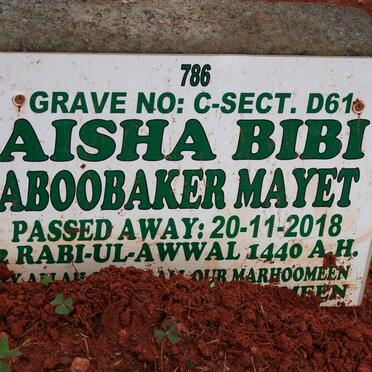 786
GRAVE NO: C-SECT. D61
AISHA BIBI
ABOOBAKER MAYET
PASSED AWAY: 20-11-2018
RABI-UL-AWWAL 1440 A.H.
OUR MARHOOMEEN